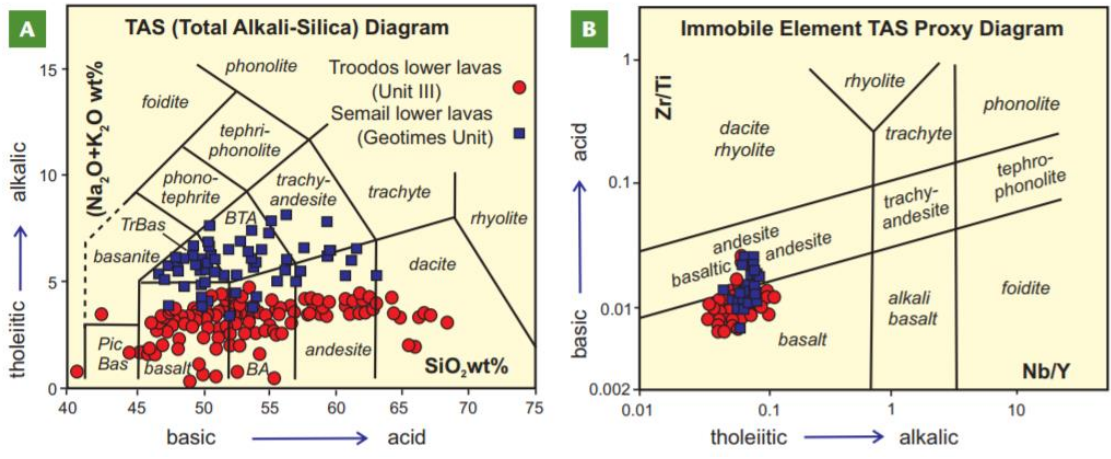 A
TAS (Total Alkali-Silica) Diagram
(Na2O+K2O wt%
tholeiitic
alkalic
15
10
5
0
phonolite
foidite
Troodos lower lavas
(Unit III)
Semail lower lavas
(Geotimes Unit)
tephri-
phonolite
phono-
tephrite
trachy-
andesite
trachyte
BTA
TrBas
rhyolite
basanite
dacite
Pic
Bas
basalt
BA
andesite
SiO2wt%
40
45
50
55
60
65
70
75
basic
acid
B
Immobile Element TAS Proxy Diagram
Zr/Ti
basic
acid
1
0.1
0.01
0.002
rhyolite
phonolite
dacite
rhyolite
trachyte
tephro-
phonolite
trachy-
andesite
andesite
basaltic
andesite
alkali
basalt
foidite
basalt
Nb/Y
0.01
0.1
1
10
tholeiitic
alkalic